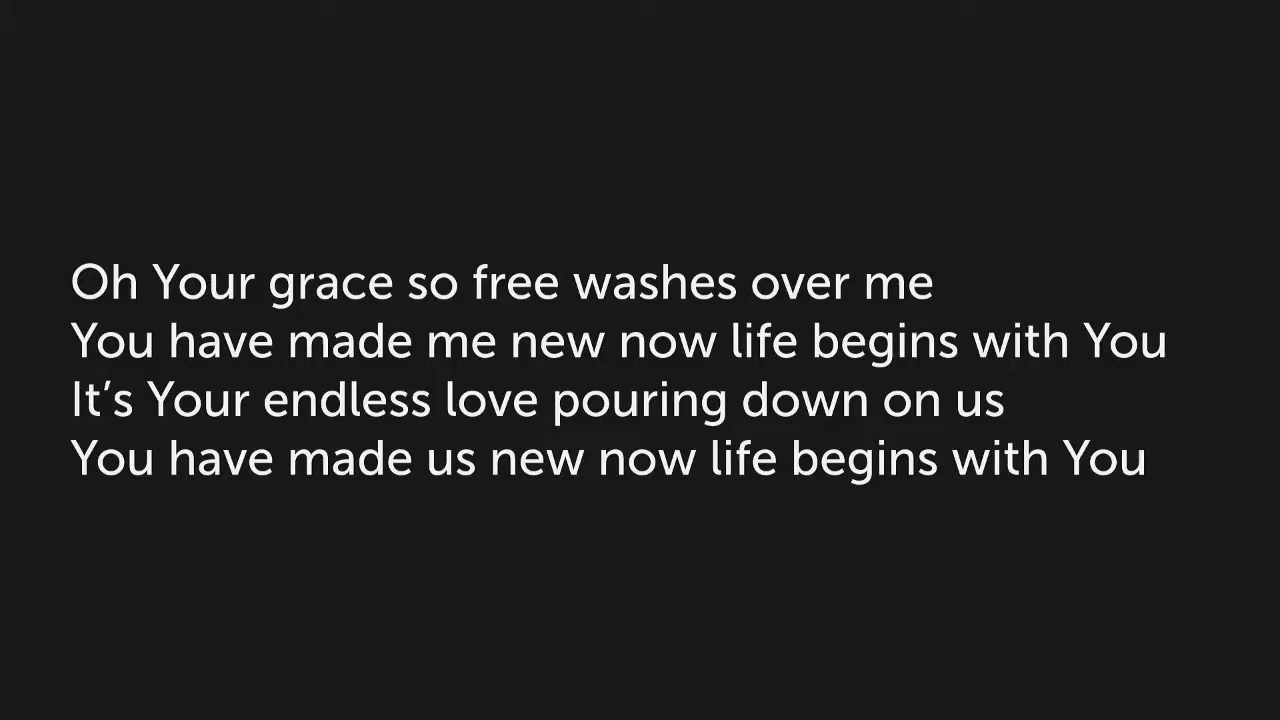 Oh Your grace so free washes over me
You have made me new now life begins with You
It’s Your endless love pouring down on us
You have made us new now life begins with You